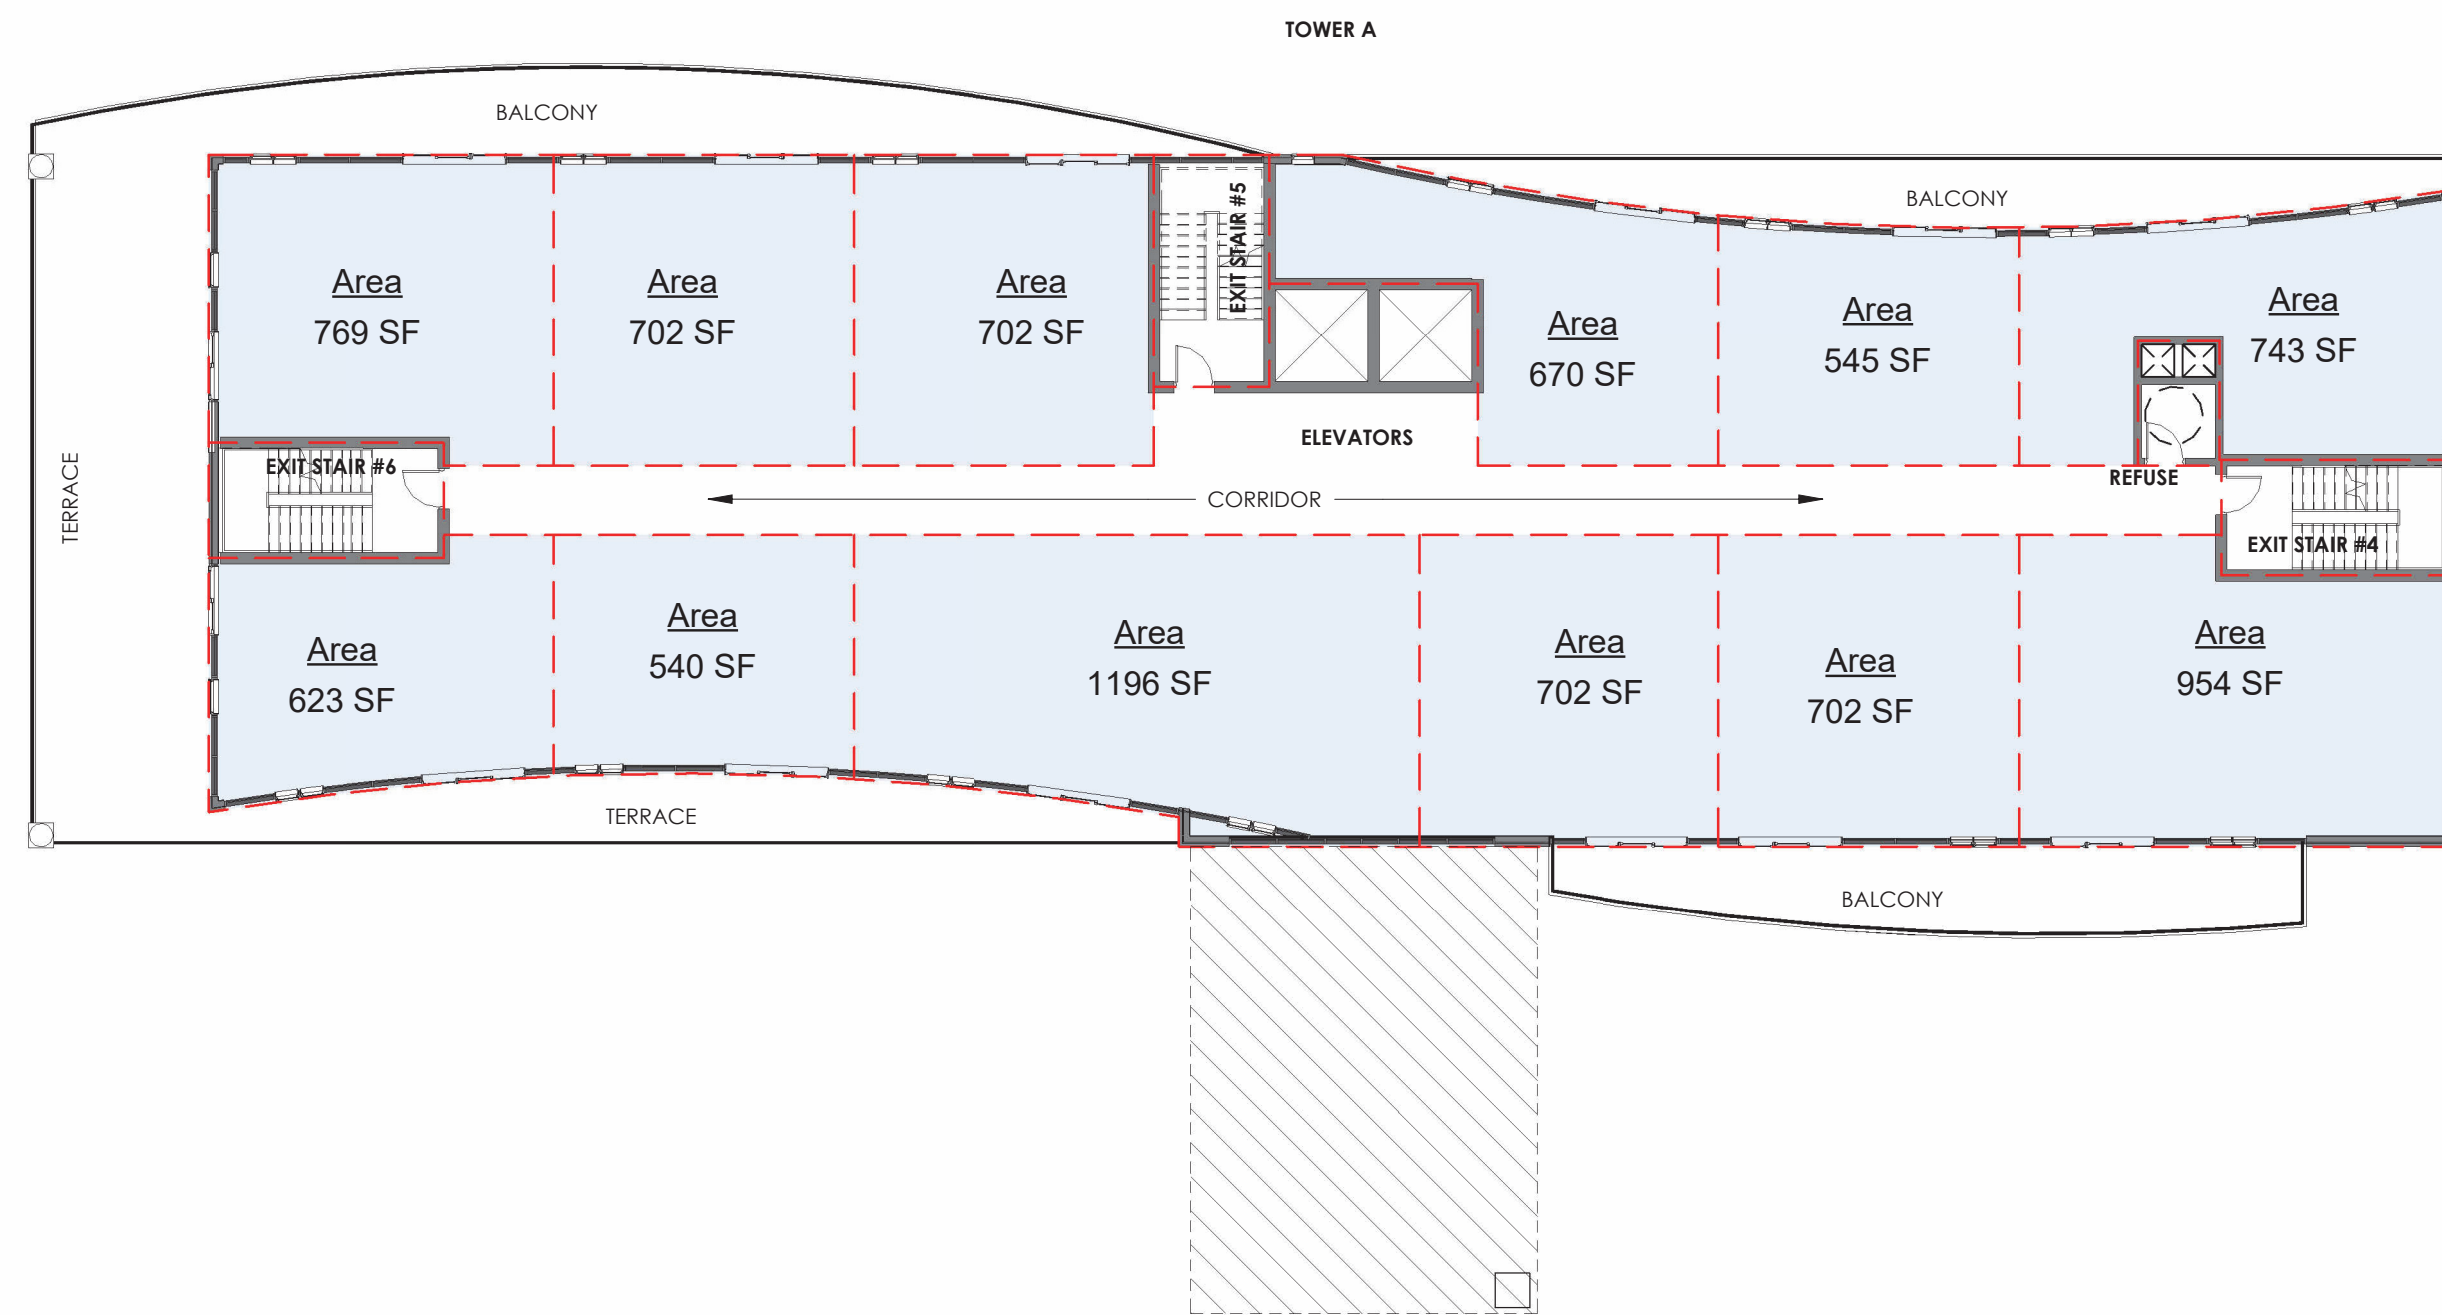 TOWER A
BALCONY
BALCONY
EXIT STAIR #5
Area
769 SF
Area
702 SF
Area
702 SF
Area
670 SF
Area
545 SF
Area
743 SF
ELEVATORS
EXIT STAIR #6
TERRACE
CORRIDOR
REFUSE
EXIT STAIR #4
Area
623 SF
Area
540 SF
Area
1196 SF
Area
702 SF
Area
702 SF
Area
954 SF
TERRACE
BALCONY